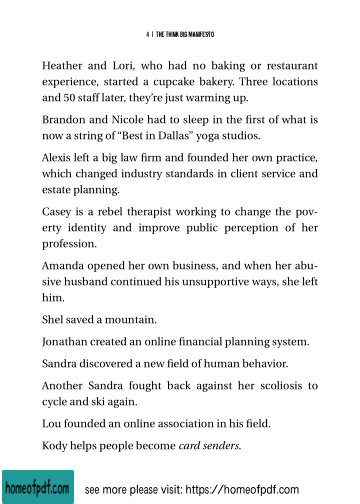 4 | THE THINK BIG MANIFESTO
Heather and Lori, who had no baking or restaurant
experience, started a cupcake bakery. Three locations
and 50 staff later, they’re just warming up.
Brandon and Nicole had to sleep in the first of what is
now a string of “Best in Dallas” yoga studios.
Alexis left a big law firm and founded her own practice,
which changed industry standards in client service and
estate planning.
Casey is a rebel therapist working to change the pov-
erty identity and improve public perception of her
profession.
Amanda opened her own business, and when her abu-
sive husband continued his unsupportive ways, she left
him.
Shel saved a mountain.
Jonathan created an online financial planning system.
Sandra discovered a new field of human behavior.
Another Sandra fought back against her scoliosis to
cycle and ski again.
Lou founded an online association in his field.
Kody helps people become card senders.
homeofpdf.com
see more please visit: https://homeofpdf.com